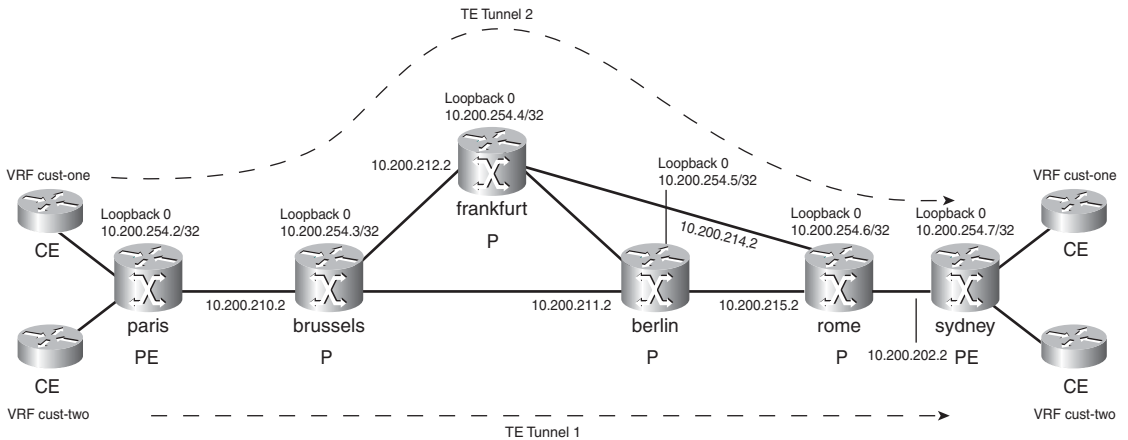 TE Tunnel 2
Loopback 0
10.200.254.4/32
10.200.212.2
frankfurt
P
Loopback 0
10.200.254.5/32
VRF cust-one
CE
Loopback 0
10.200.254.2/32
Loopback 0
10.200.254.3/32
10.200.214.2
Loopback 0
10.200.254.6/32
Loopback 0
10.200.254.7/32
VRF cust-one
CE
10.200.210.2
10.200.211.2
10.200.215.2
paris
PE
brussels
P
berlin
P
rome
P
10.200.202.2
sydney
PE
CE
VRF cust-two
CE
VRF cust-two
TE Tunnel 1